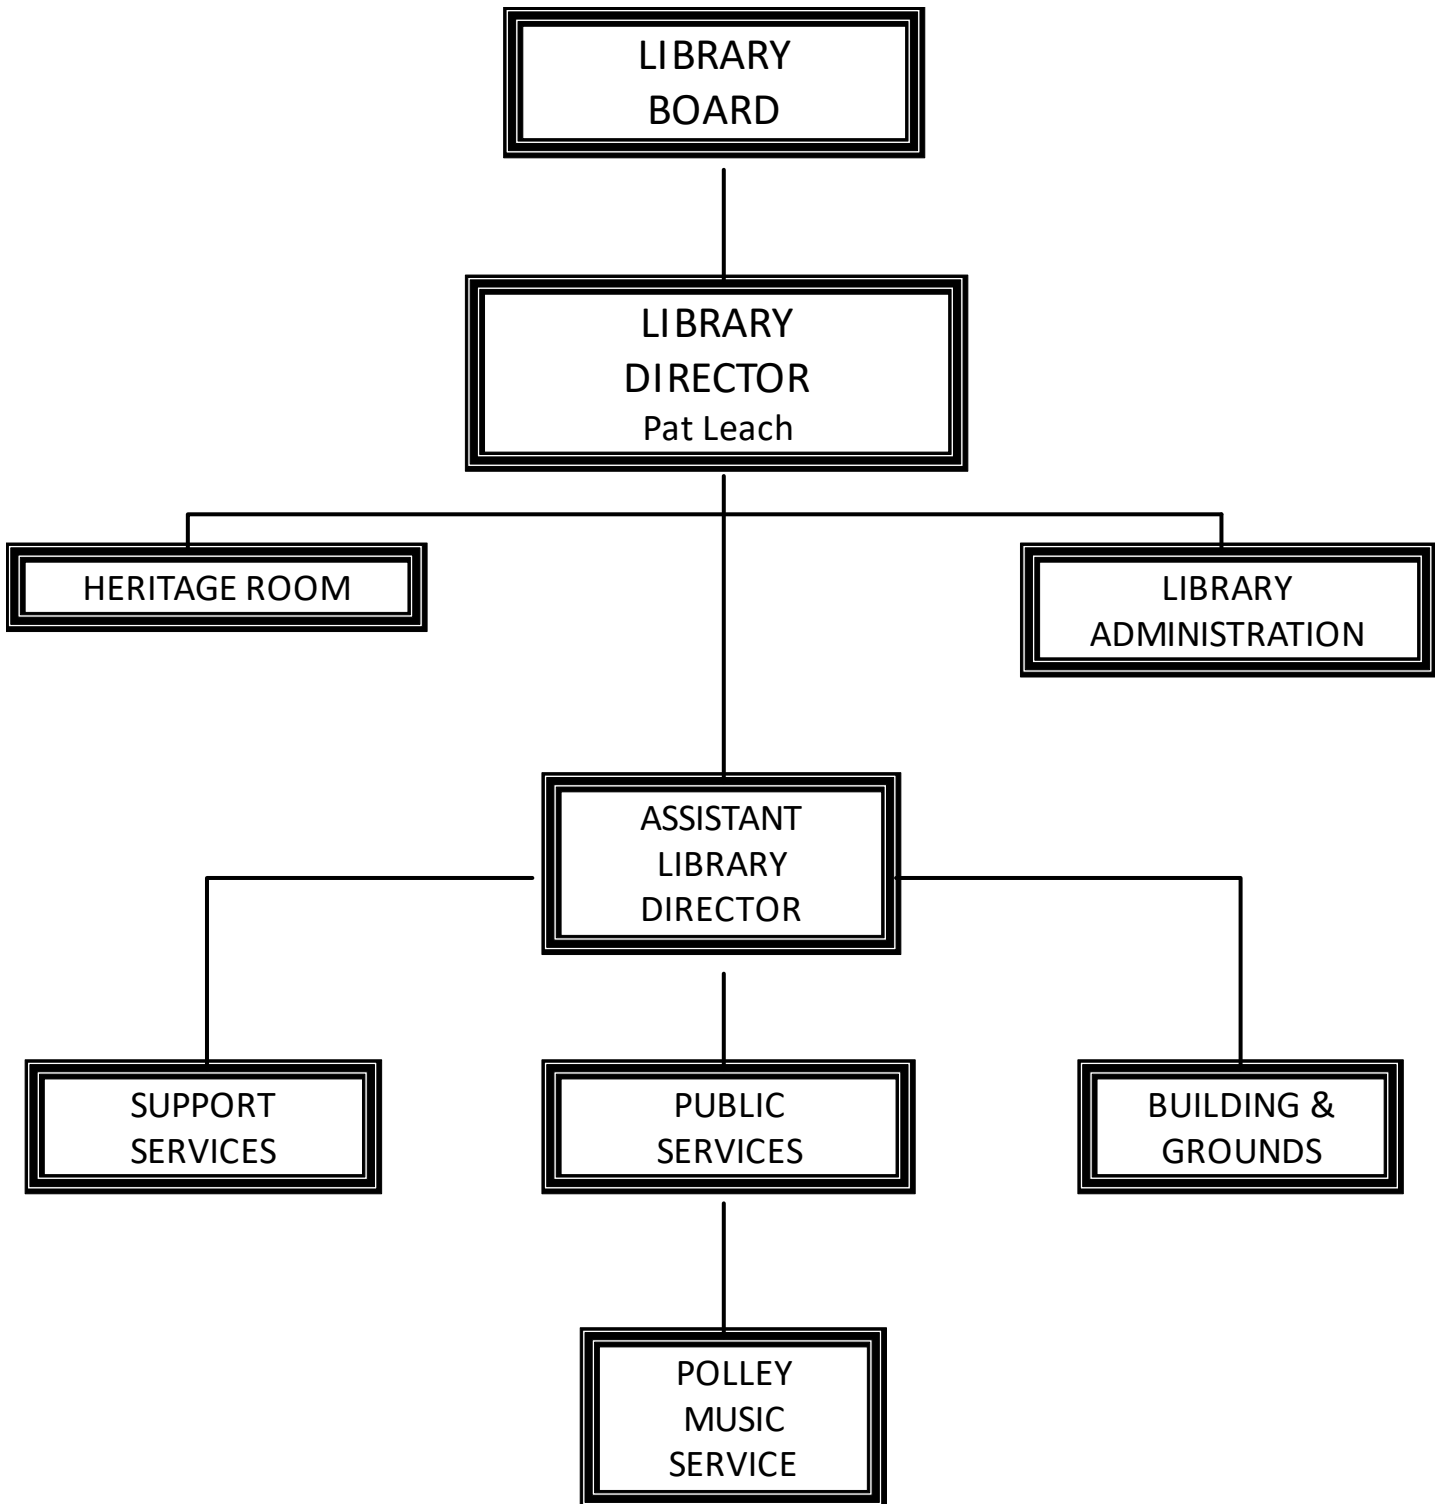 LIBRARY
BOARD
LIBRARY
DIRECTOR
Pat Leach
HERITAGE ROOM
LIBRARY
ADMINISTRATION
ASSISTANT
LIBRARY
DIRECTOR
SUPPORT
SERVICES
PUBLIC
SERVICES
BUILDING &
GROUNDS
POLLEY
MUSIC
SERVICE